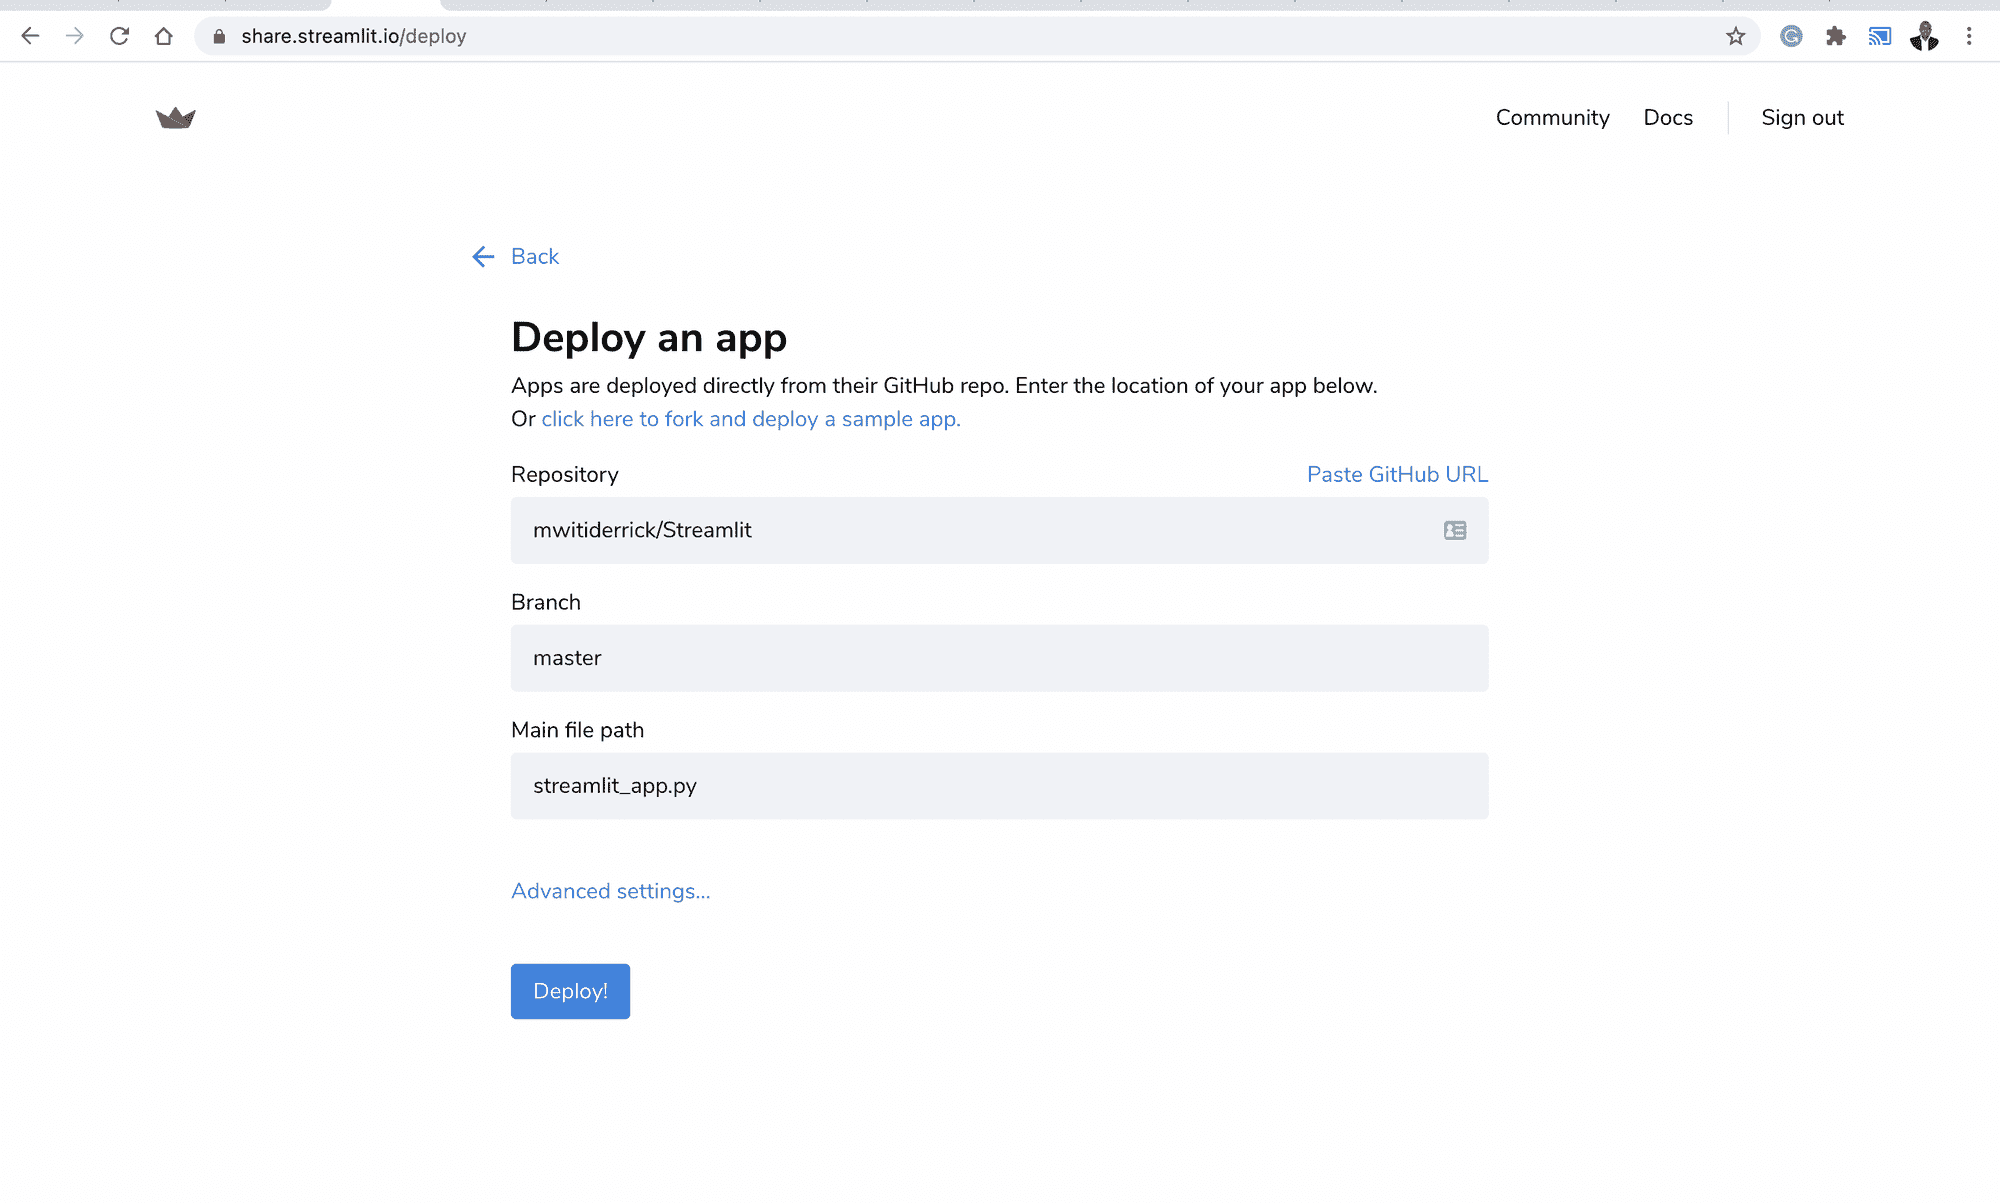 share.streamlit.io/deploy
Community Docs Sign out
Back
Deploy an app
Apps are deployed directly from their GitHub repo. Enter the location of your app below.
Or click here to fork and deploy a sample app.
Repository Paste GitHub URL
mwitiderrick/Streamlit
Branch
master
Main file path
streamlit_app.py
Advanced settings...
Deploy!